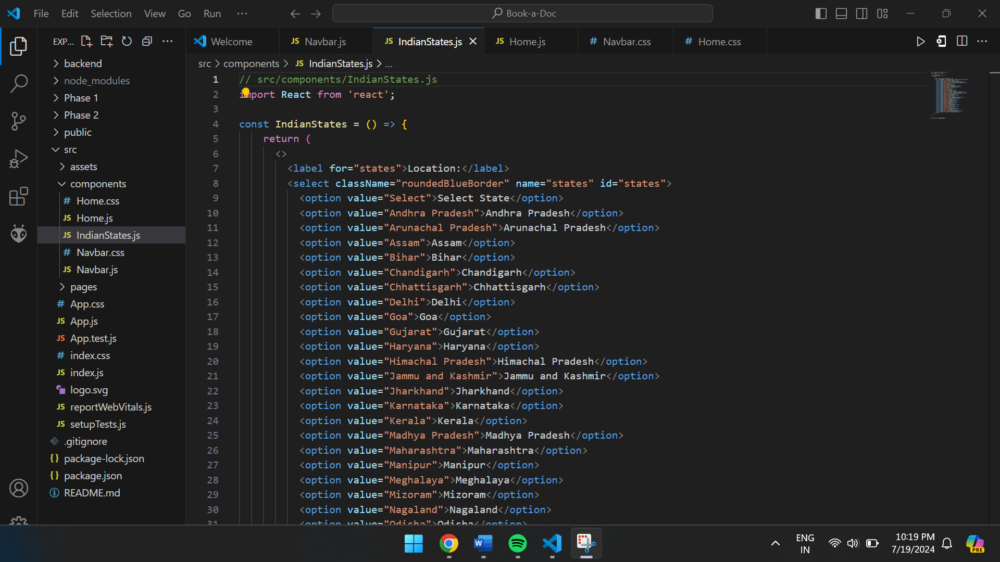 File Edit Selection View Go Run ···
Book-a-Doc
EXP...
Welcome
JS Navbar.js
JS IndianStates.js
JS Home.js
# Navbar.css
# Home.css
src > components > JS IndianStates.js > ...
backend
node_modules
Phase 1
Phase 2
public
src
assets
components
# Home.css
JS Home.js
JS IndianStates.js
# Navbar.css
JS Navbar.js
pages
# App.css
JS App.js
JS App.test.js
# index.css
JS index.js
logo.svg
JS reportWebVitals.js
JS setupTests.js
.gitignore
{} package-lock.json
{} package.json
README.md
1 // src/components/IndianStates.js
2 import React from 'react';
3
4 const IndianStates = () => {
5 return (
6 <>
7 <label for="states">Location:</label>
8 <select className="roundedBlueBorder" name="states" id="states">
9 <option value="Select">Select State</option>
10 <option value="Andhra Pradesh">Andhra Pradesh</option>
11 <option value="Arunachal Pradesh">Arunachal Pradesh</option>
12 <option value="Assam">Assam</option>
13 <option value="Bihar">Bihar</option>
14 <option value="Chandigarh">Chandigarh</option>
15 <option value="Chhattisgarh">Chhattisgarh</option>
16 <option value="Delhi">Delhi</option>
17 <option value="Goa">Goa</option>
18 <option value="Gujarat">Gujarat</option>
19 <option value="Haryana">Haryana</option>
20 <option value="Himachal Pradesh">Himachal Pradesh</option>
21 <option value="Jammu and Kashmir">Jammu and Kashmir</option>
22 <option value="Jharkhand">Jharkhand</option>
23 <option value="Karnataka">Karnataka</option>
24 <option value="Kerala">Kerala</option>
25 <option value="Madhya Pradesh">Madhya Pradesh</option>
26 <option value="Maharashtra">Maharashtra</option>
27 <option value="Manipur">Manipur</option>
28 <option value="Meghalaya">Meghalaya</option>
29 <option value="Mizoram">Mizoram</option>
30 <option value="Nagaland">Nagaland</option>
31 <option value="Odisha">Odisha</option>
ENG
IN
10:19 PM
7/19/2024
PRE